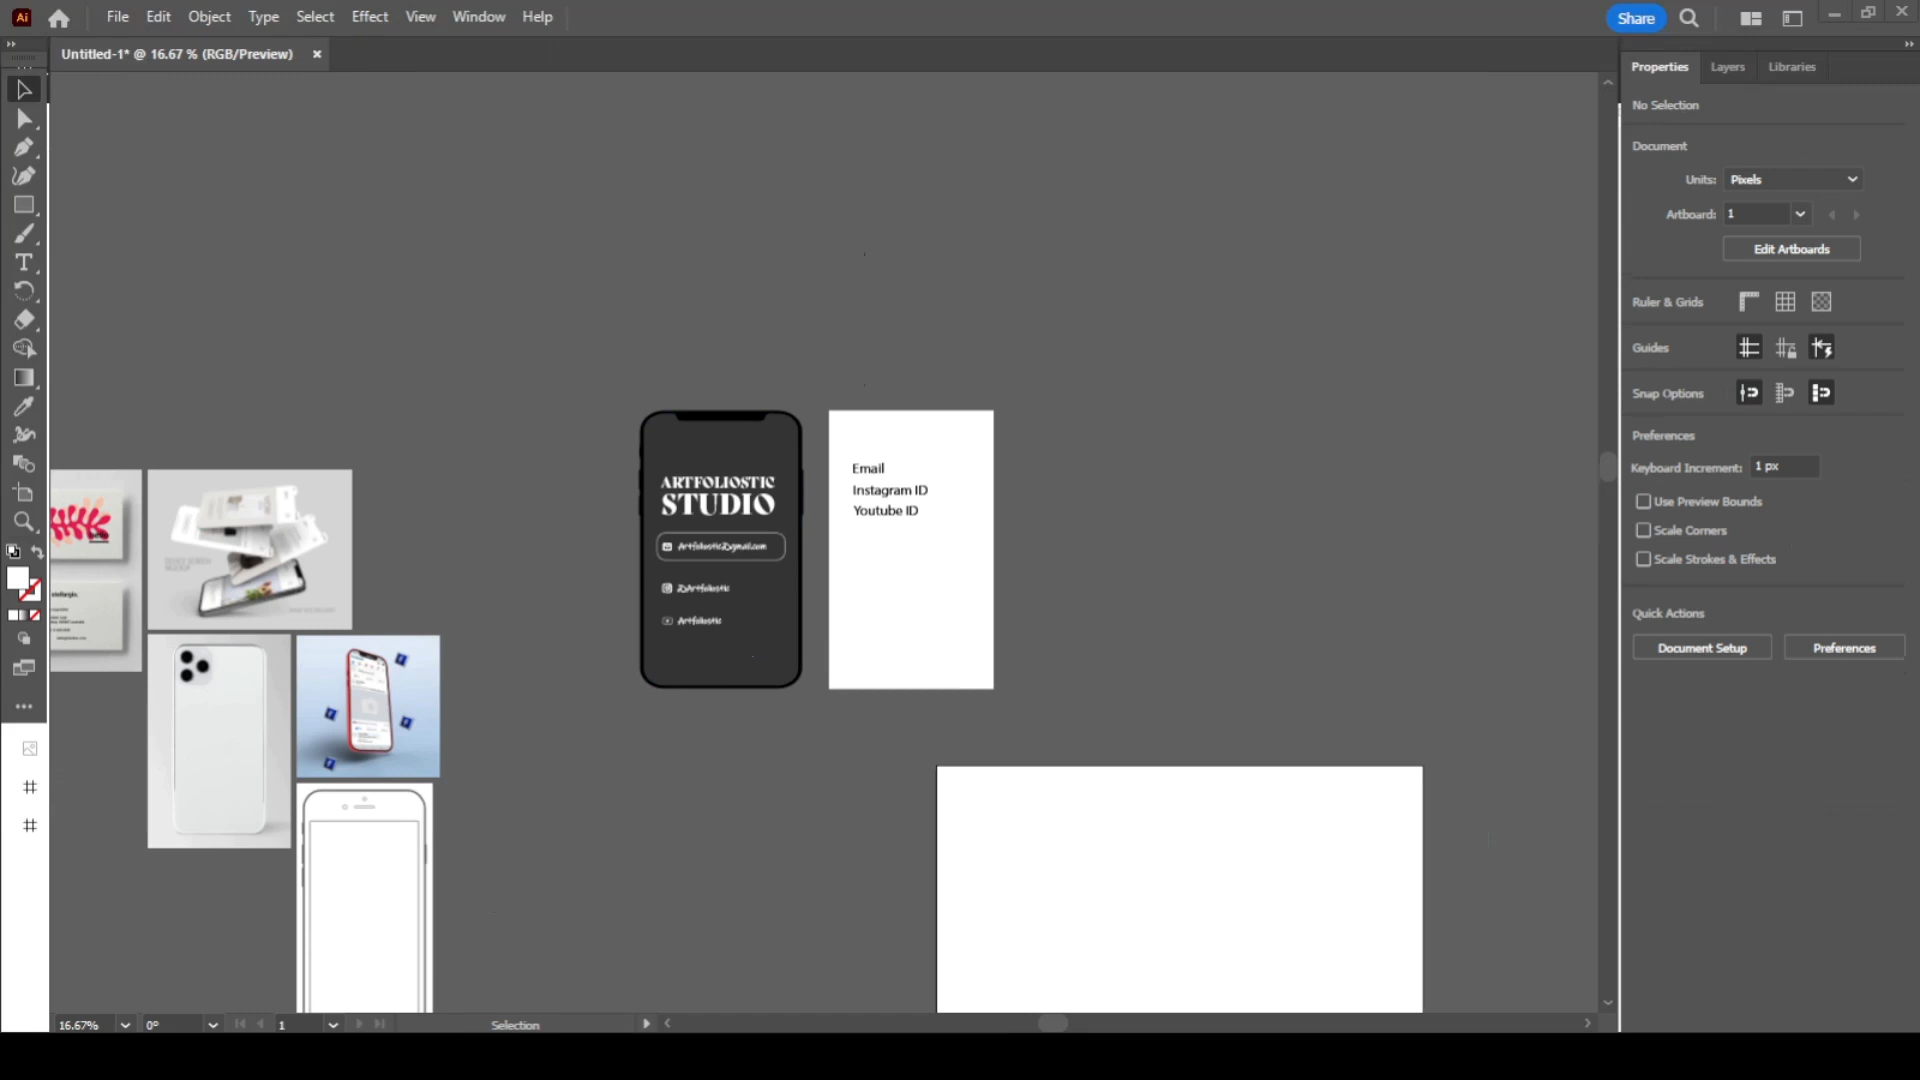 Ai
File Edit Object Type Select Effect View Window Help
Share
Untitled-1* @ 16.67 % (RGB/Preview)
Properties Layers Libraries
No Selection
Document
Units: Pixels
Artboard: 1
Edit Artboards
Ruler & Grids
Guides
Snap Options
Preferences
Keyboard Increment: 1 px
Use Preview Bounds
Scale Corners
Scale Strokes & Effects
Quick Actions
Document Setup Preferences
ARTFOLIOSTIC
STUDIO
@Artfoliostic
Artfoliostic
Email
Instagram ID
Youtube ID
16.67% 0° 1 Selection